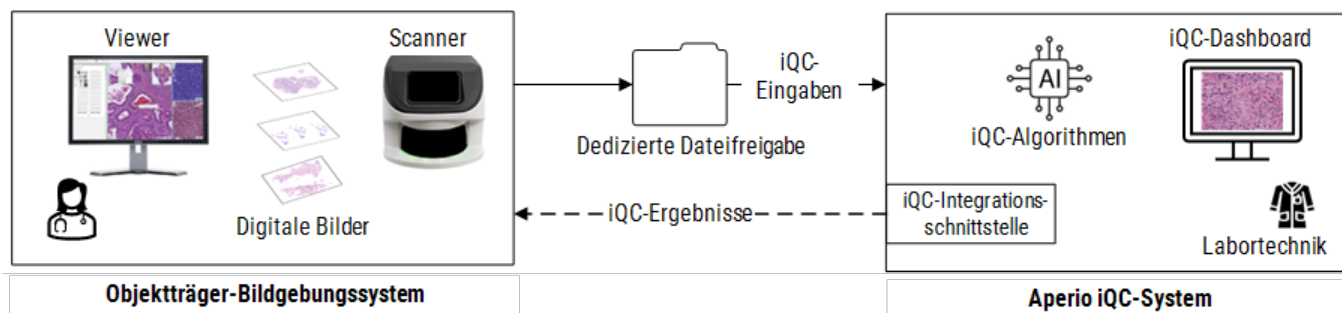 Viewer
Scanner
Digitale Bilder
Dedizierte Dateifreigabe
iQC-
Eingaben
iQC-Ergebnisse
AI
iQC-Algorithmen
iQC-Dashboard
iQC-Integrations-
schnittstelle
Labortechnik
Objektträger-Bildgebungssystem
Aperio iQC-System